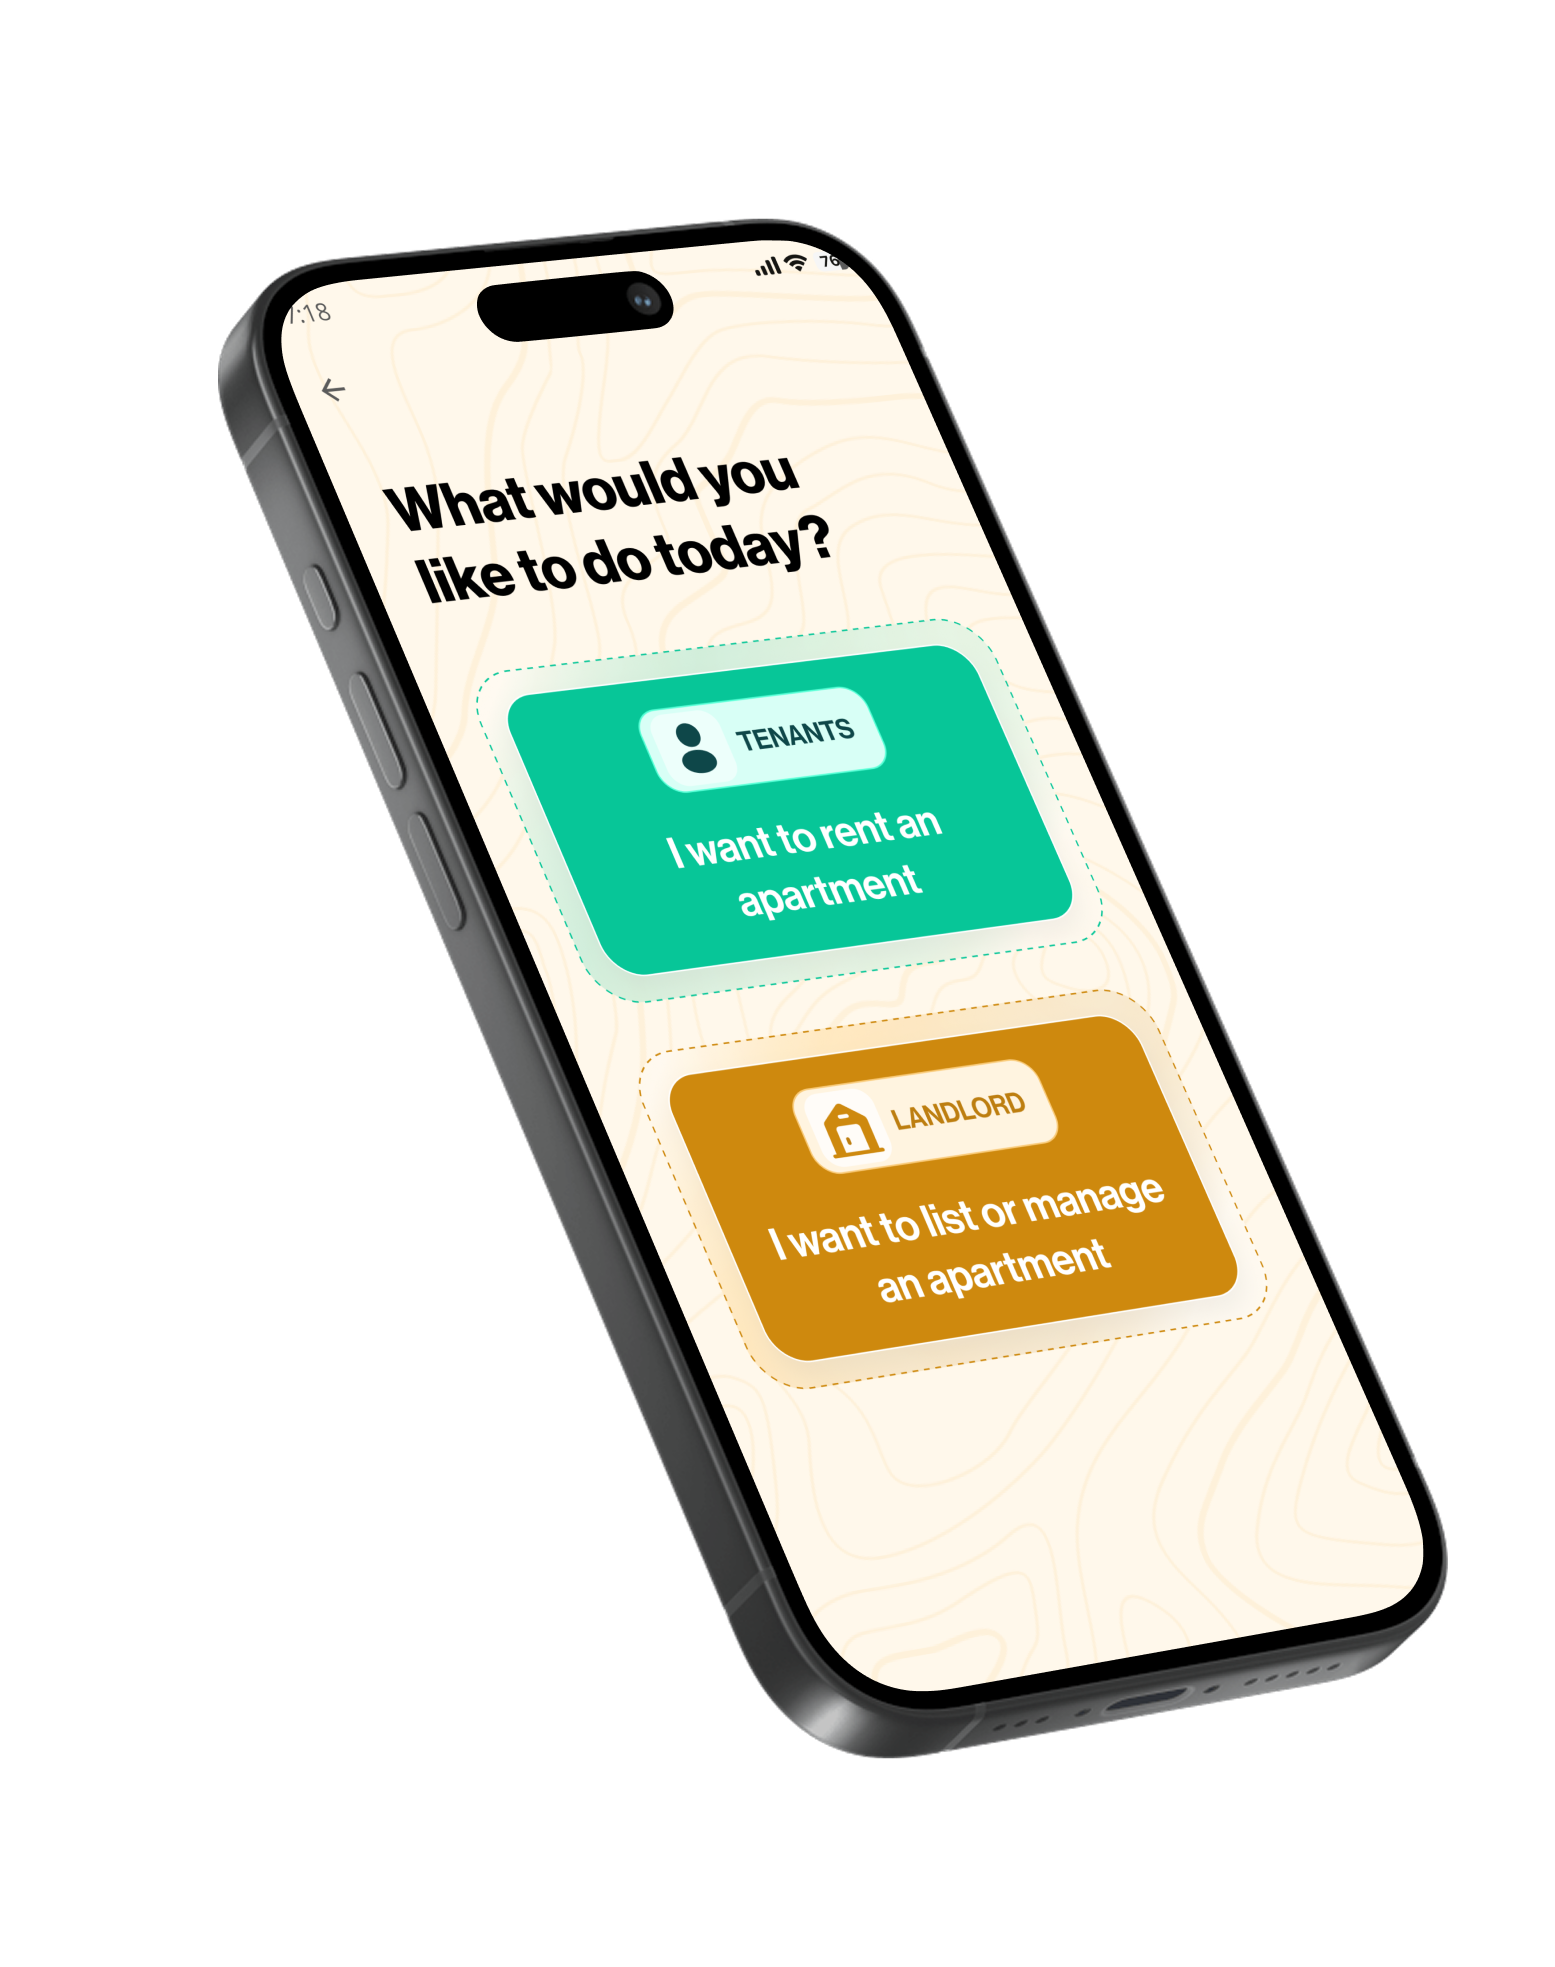 :18
76
What would you
like to do today?
TENANTS
I want to rent an
apartment
LANDLORD
I want to list or manage
an apartment